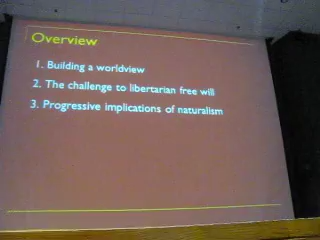 Overview
1. Building a worldview
2. The challenge to libertarian free will
3. Progressive implications of naturalism